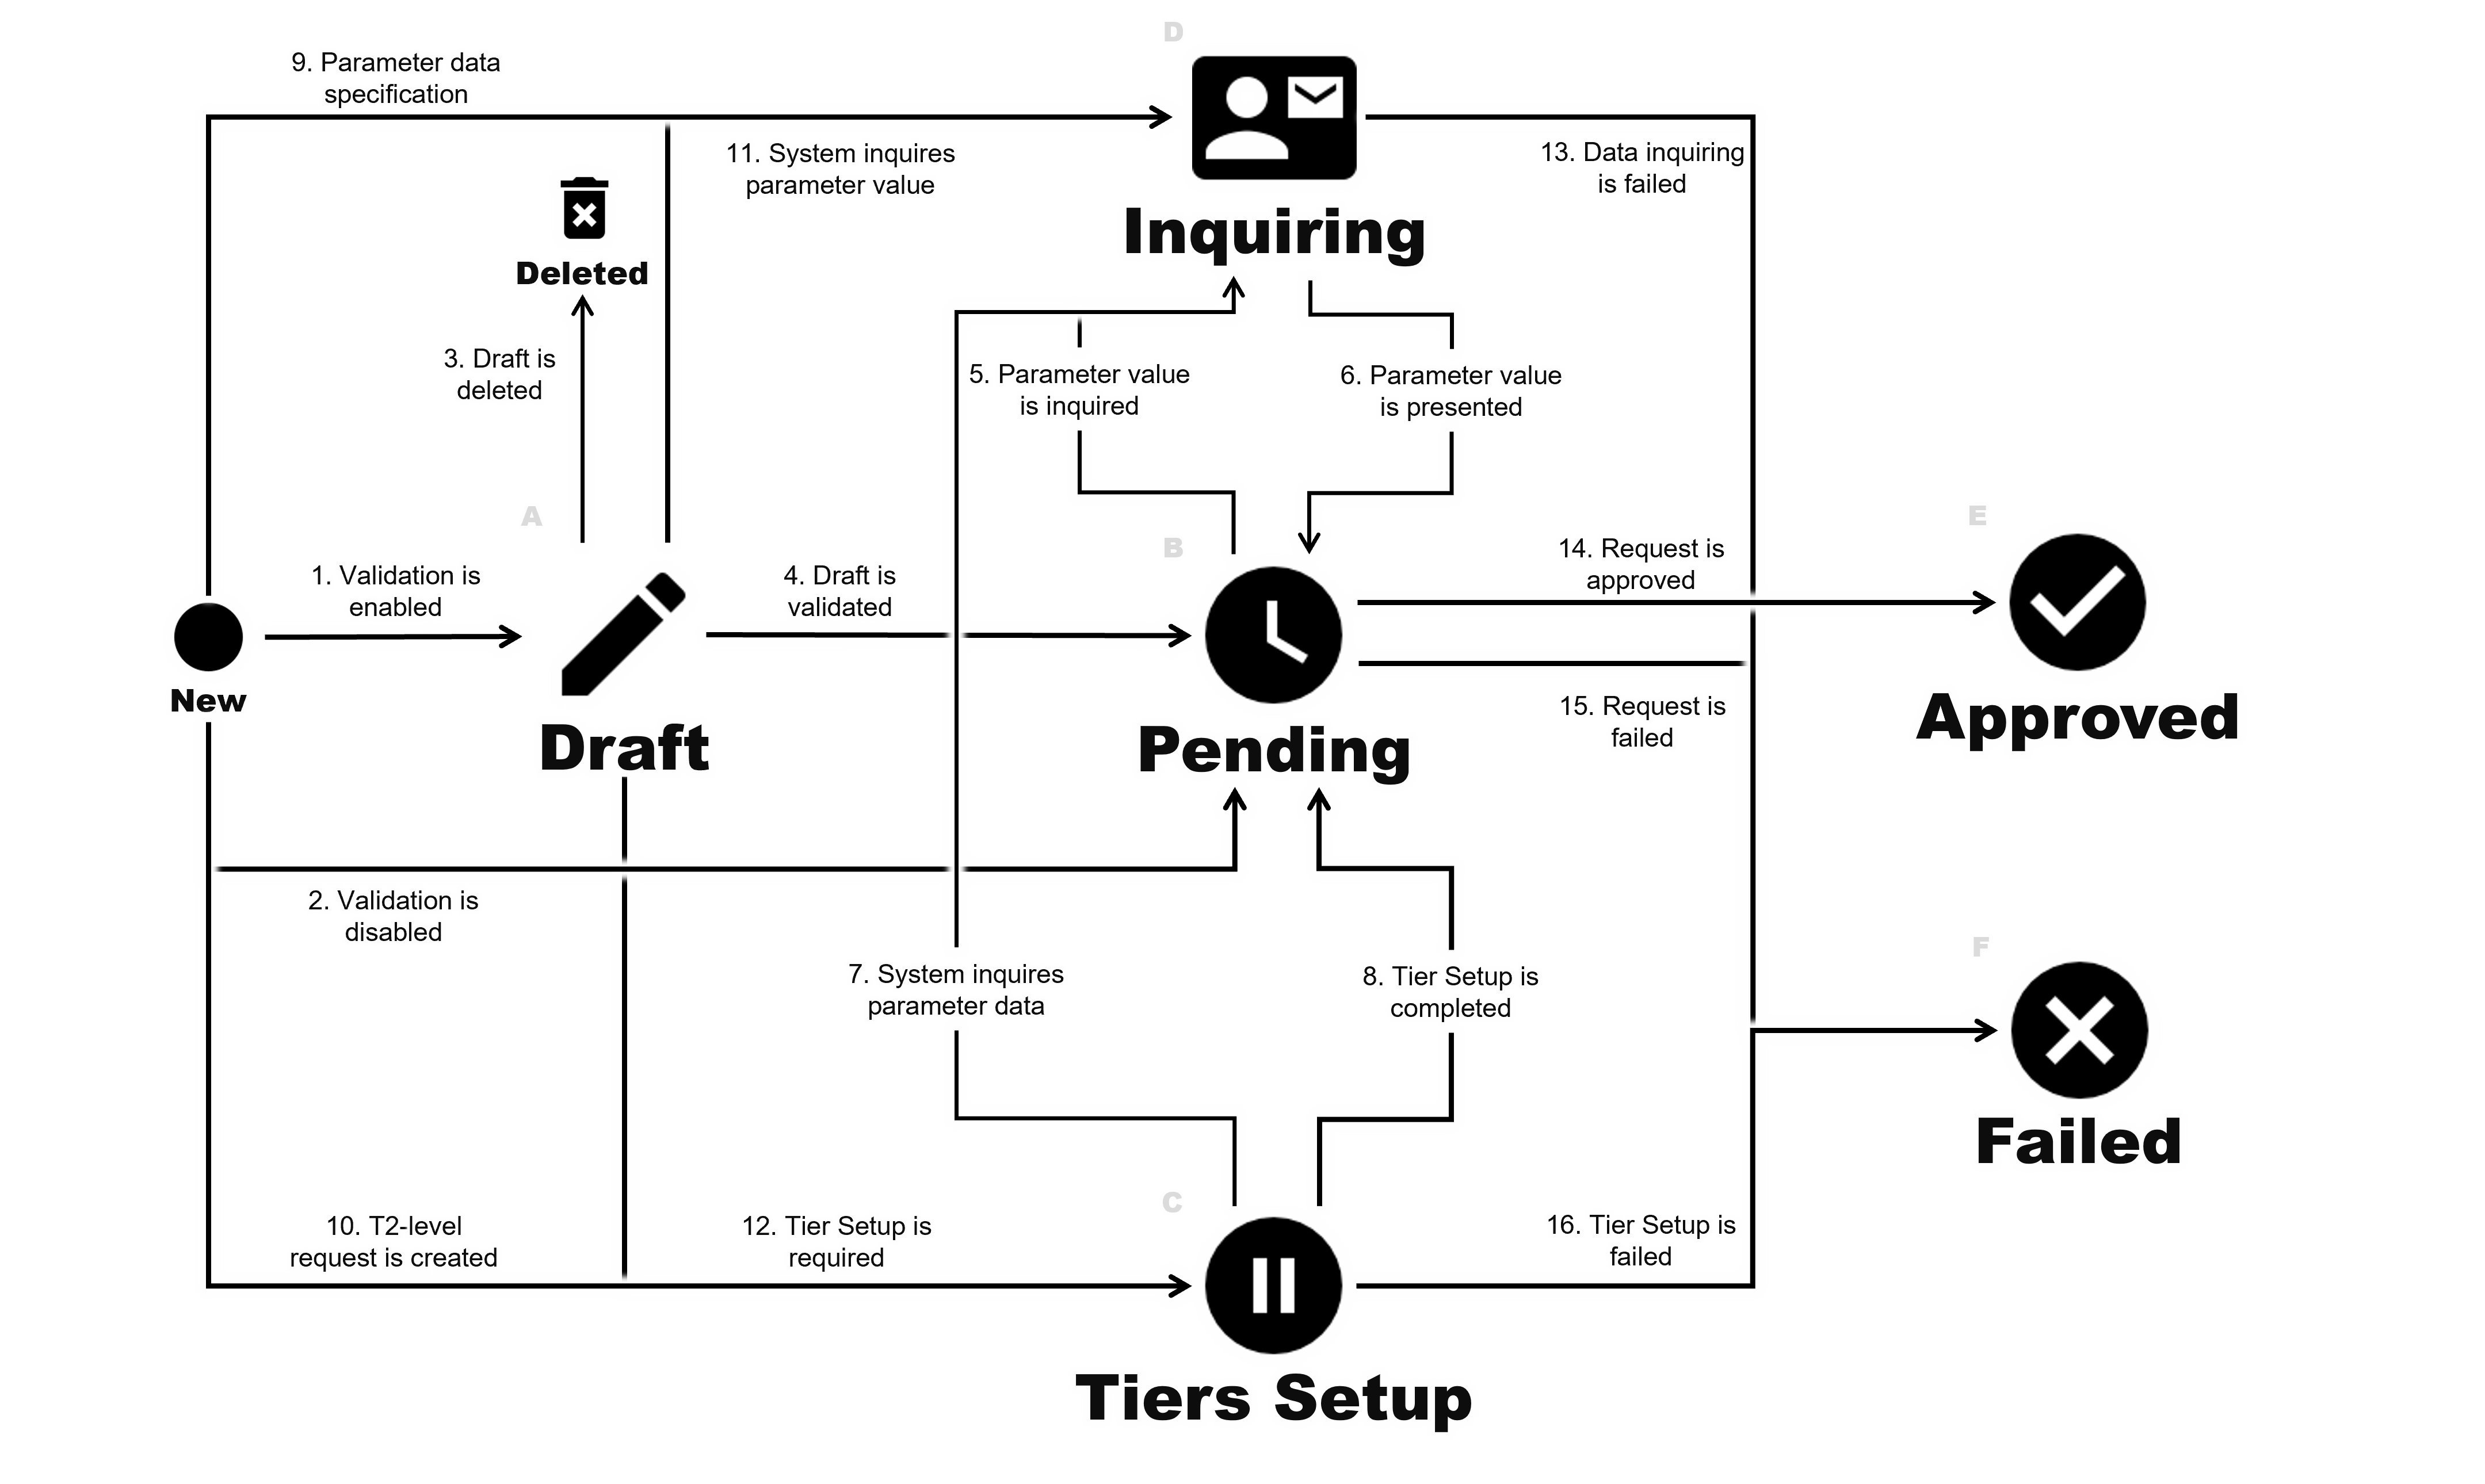 D
9. Parameter data
specification
11. System inquires
parameter value
13. Data inquiring
is failed
Inquiring
Deleted
3. Draft is
deleted
5. Parameter value
is inquired
6. Parameter value
is presented
A
B
E
1. Validation is
enabled
4. Draft is
validated
14. Request is
approved
New
Draft
Pending
15. Request is
failed
Approved
2. Validation is
disabled
7. System inquires
parameter data
8. Tier Setup is
completed
F
Failed
C
10. T2-level
request is created
12. Tier Setup is
required
16. Tier Setup is
failed
Tiers Setup